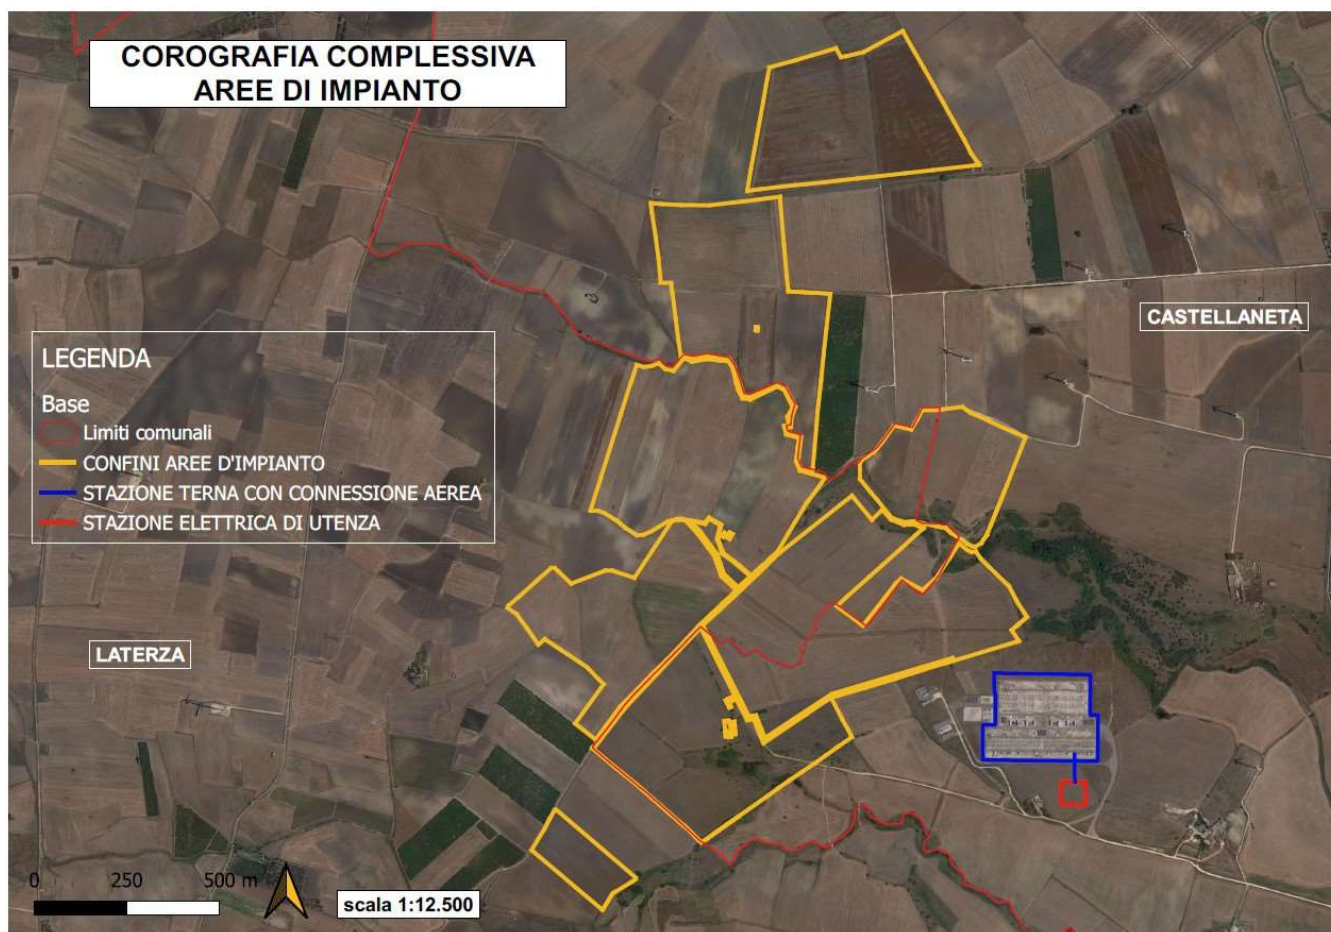 COROGRAFIA COMPLESSIVA
AREE DI IMPIANTO
CASTELLANETA
LEGENDA
Base
Limiti comunali
CONFINI AREE D'IMPIANTO
STAZIONE TERNA CON CONNESSIONE AEREA
STAZIONE ELETTRICA DI UTENZA
LATERZA
0 250 500 m
scala 1:12.500